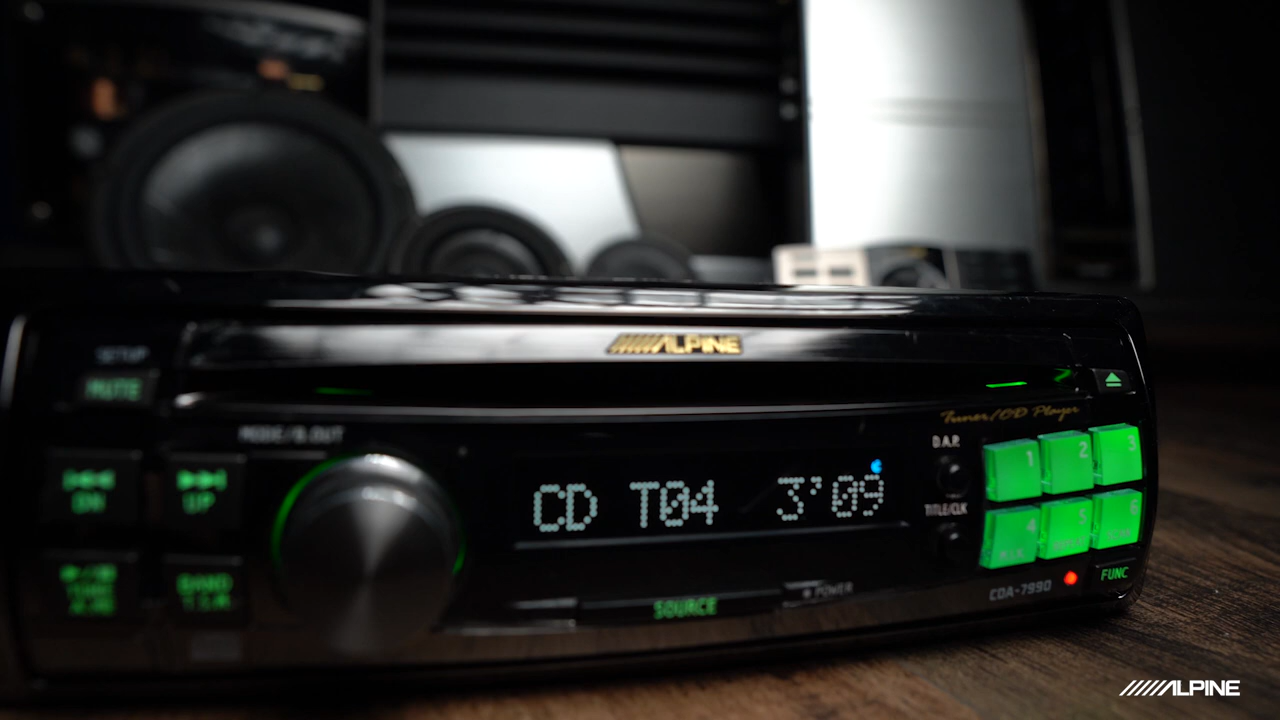 ALPINE
SETUP
MUTE
Tuner/CD Player
MODE/S.OUT
D.A.P.
1 2 3
DN UP
CD T04 3'09
TITLE/CLK
4 5 6
BAND
SOURCE
POWER
CDA-7990
FUNC
ALPINE